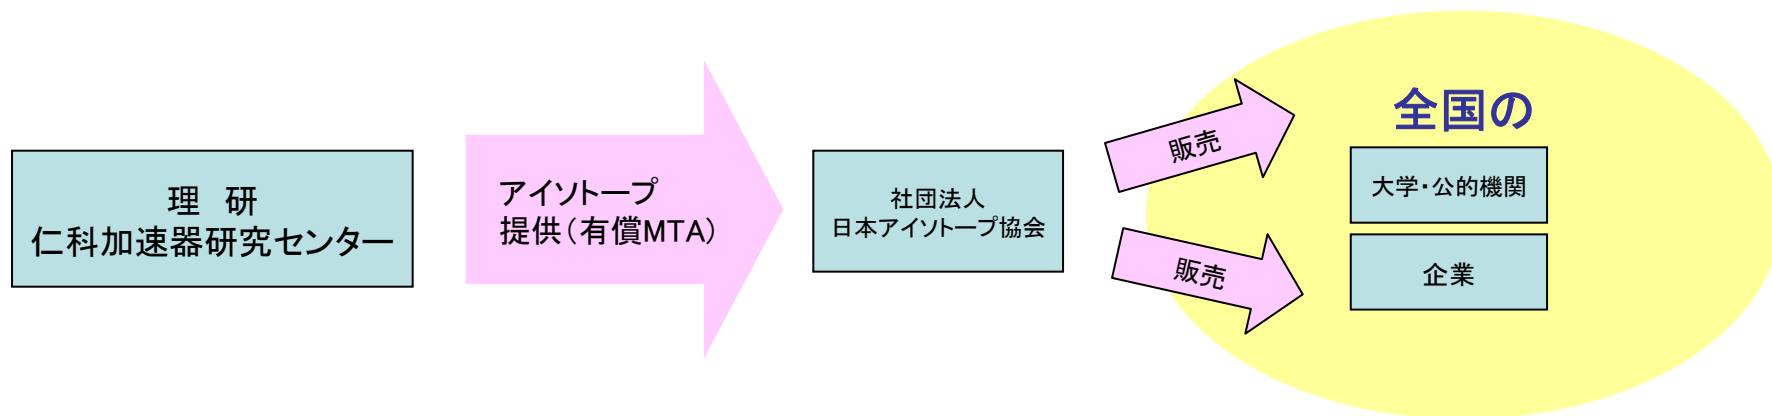 理　研
仁科加速器研究センター
アイソトープ
提供（有償MTA）
社団法人
日本アイソトープ協会
販売
販売
全国の
大学・公的機関
企業